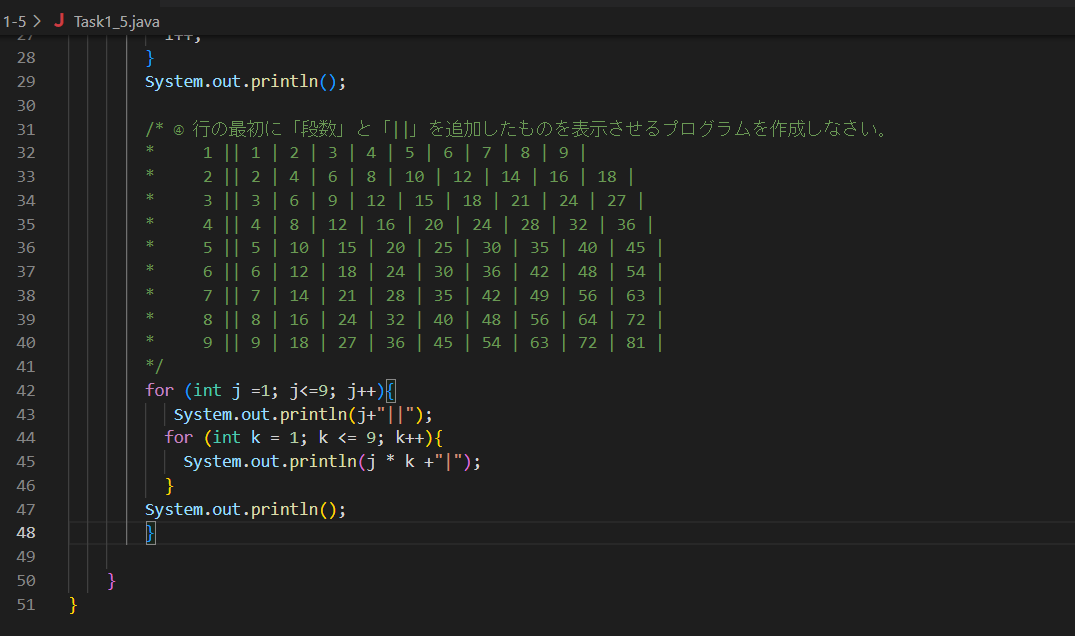 1-5 > J Task1_5.java
27 i++;
28 }
29 System.out.println();
30
31 /* ④ 行の最初に「段数」と「||」を追加したものを表示させるプログラムを作成しなさい。
32 * 1 || 1 | 2 | 3 | 4 | 5 | 6 | 7 | 8 | 9 |
33 * 2 || 2 | 4 | 6 | 8 | 10 | 12 | 14 | 16 | 18 |
34 * 3 || 3 | 6 | 9 | 12 | 15 | 18 | 21 | 24 | 27 |
35 * 4 || 4 | 8 | 12 | 16 | 20 | 24 | 28 | 32 | 36 |
36 * 5 || 5 | 10 | 15 | 20 | 25 | 30 | 35 | 40 | 45 |
37 * 6 || 6 | 12 | 18 | 24 | 30 | 36 | 42 | 48 | 54 |
38 * 7 || 7 | 14 | 21 | 28 | 35 | 42 | 49 | 56 | 63 |
39 * 8 || 8 | 16 | 24 | 32 | 40 | 48 | 56 | 64 | 72 |
40 * 9 || 9 | 18 | 27 | 36 | 45 | 54 | 63 | 72 | 81 |
41 */
42 for (int j =1; j<=9; j++){
43 System.out.println(j+"||");
44 for (int k = 1; k <= 9; k++){
45 System.out.println(j * k +"|");
46 }
47 System.out.println();
48 }
49
50 }
51 }